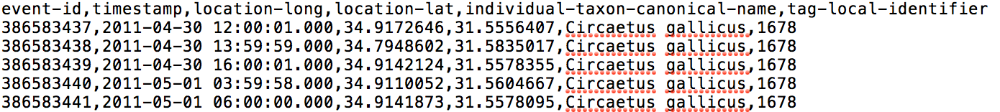 event-id,timestamp,location-long,location-lat,individual-taxon-canonical-name,tag-local-identifier
386583437,2011-04-30 12:00:01.000,34.9172646,31.5556407,Circaetus gallicus,1678
386583438,2011-04-30 13:59:59.000,34.7948602,31.5835017,Circaetus gallicus,1678
386583439,2011-04-30 16:00:01.000,34.9142124,31.5578355,Circaetus gallicus,1678
386583440,2011-05-01 03:59:58.000,34.9110052,31.5604667,Circaetus gallicus,1678
386583441,2011-05-01 06:00:00.000,34.9141873,31.5578095,Circaetus gallicus,1678